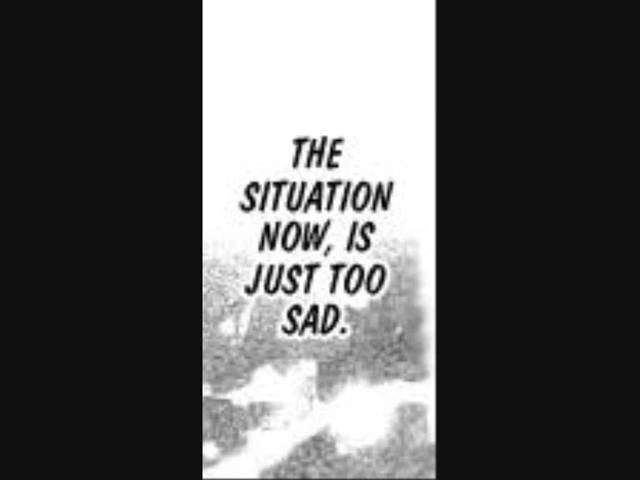 THE
SITUATION
NOW, IS
JUST TOO
SAD.